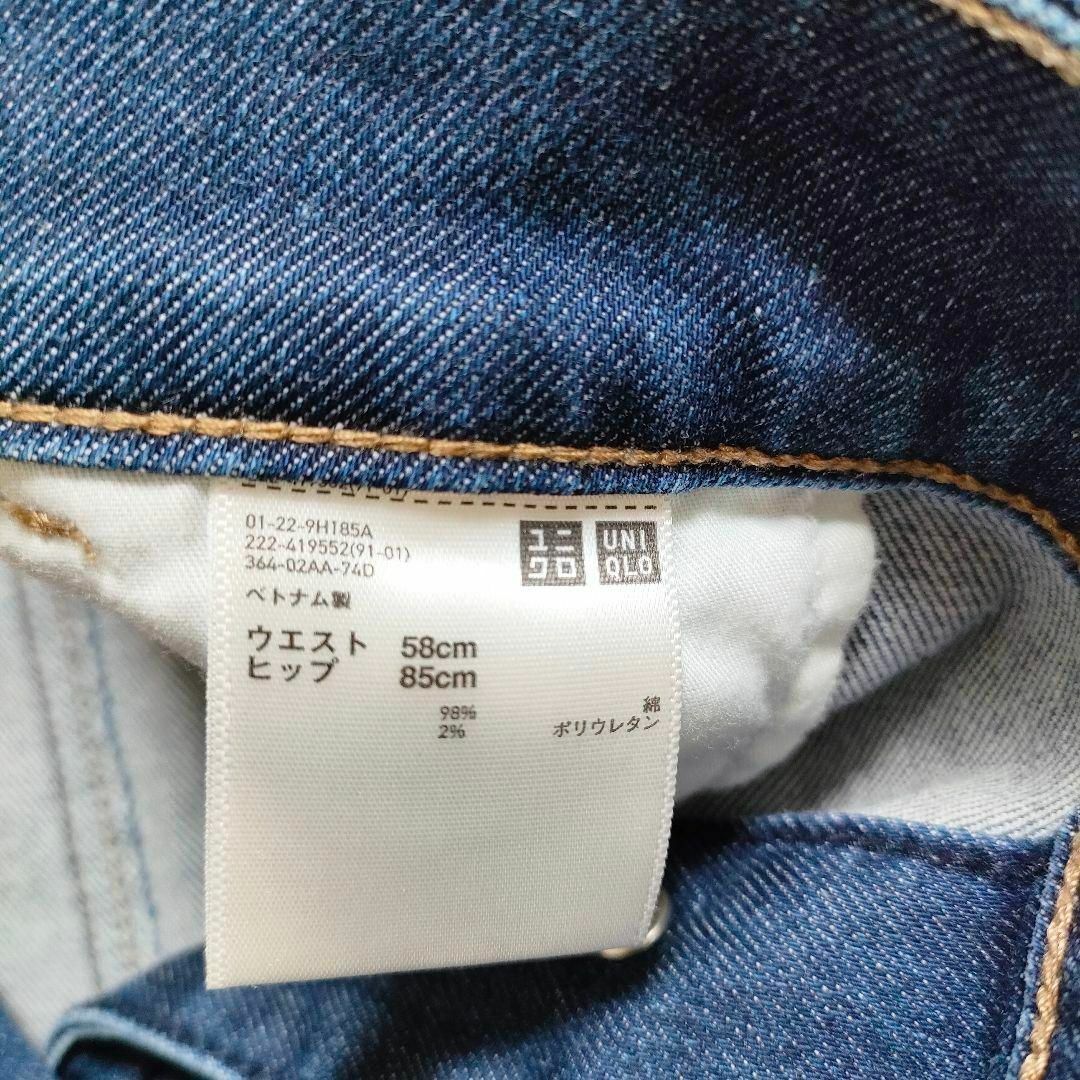 01-22-9H185A
222-419552(91-01)
364-02AA-74D
ユニクロ
UNIQLO
ベトナム製
ウエスト 58cm
ヒップ 85cm
98% 綿
2% ポリウレタン